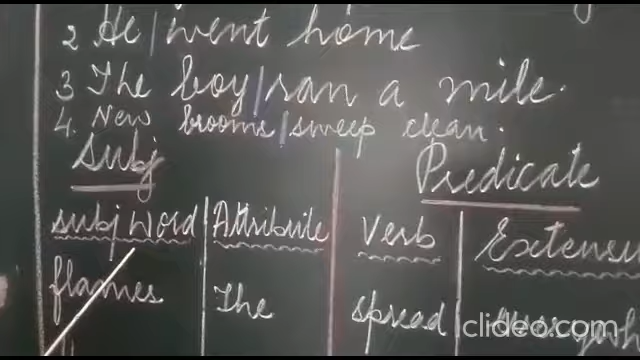 2 He | went home
3 The boy | ran a mile.
4. New brooms | sweep clean.
Subj Predicate
Subj Word Attribute Verb
flames The spread
clideo.com